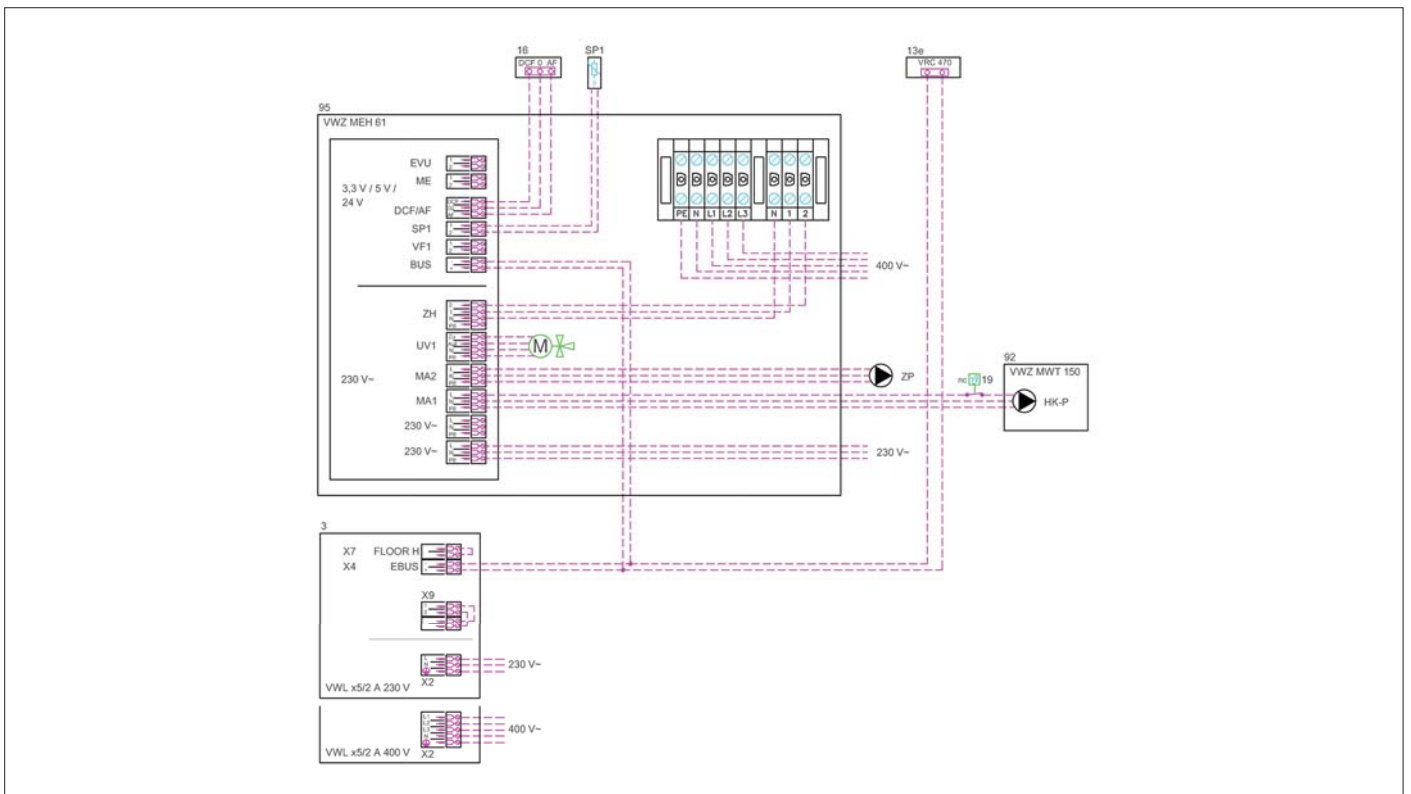 16
DCF 0 AF
SP1
13e
VRC 470
95
VWZ MEH 61
EVU
ME
3,3 V / 5 V /
24 V
DCF/AF
SP1
VF1
BUS
PE N L1 L2 L3 N 1 2
400 V~
ZH
UV1
M
230 V~
MA2
ZP
MA1
nc 19
92
VWZ MWT 150
HK-P
230 V~
230 V~
230 V~
3
X7 FLOOR H
X4 EBUS
X9
230 V~
X2
VWL x5/2 A 230 V
400 V~
X2
VWL x5/2 A 400 V